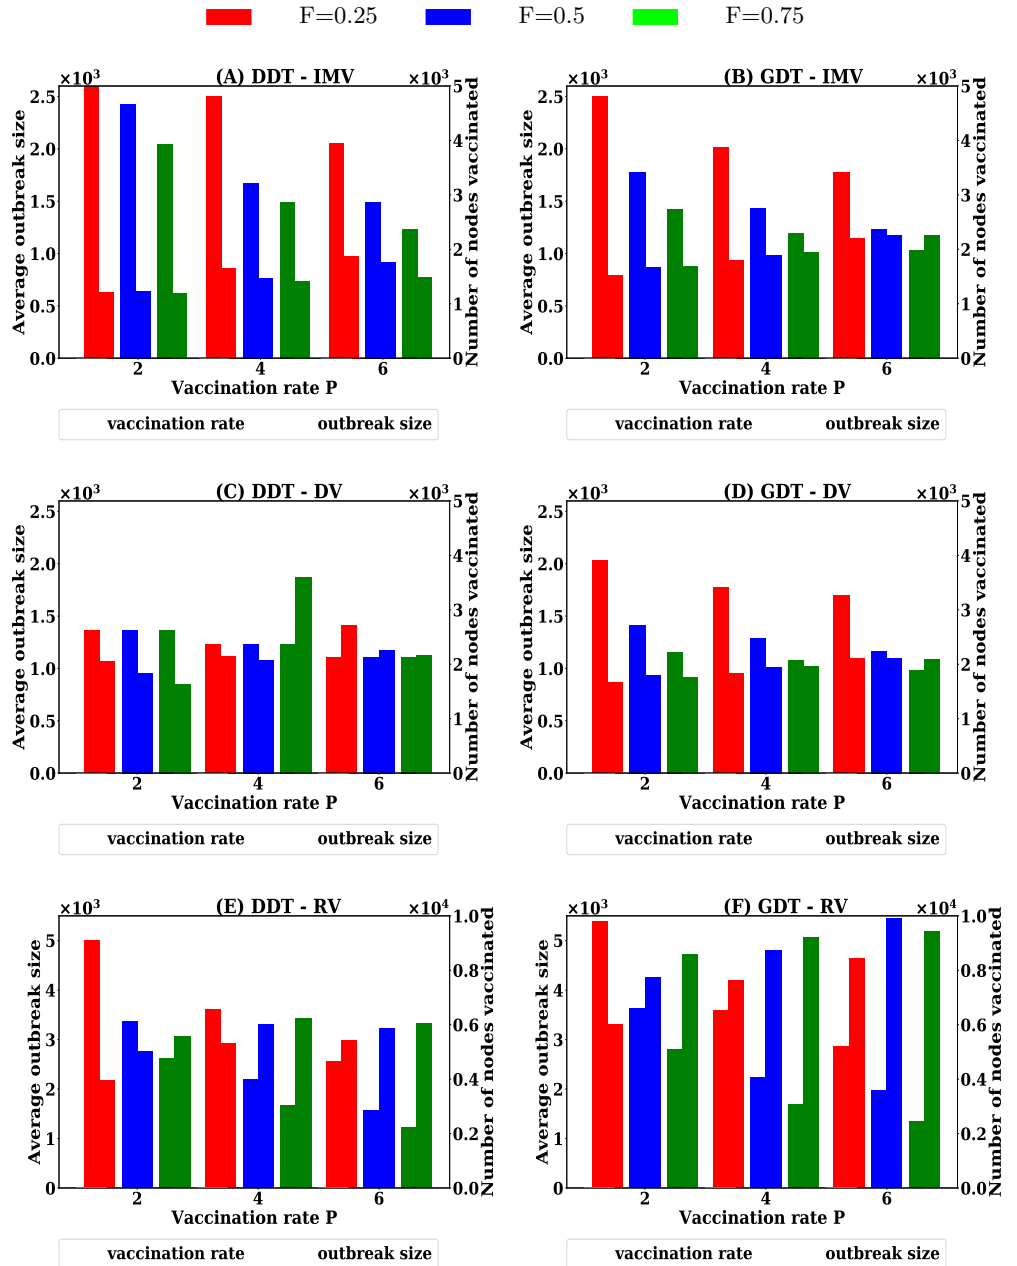 F=0.25 F=0.5 F=0.75
×10³ (A) DDT - IMV ×10³
Average outbreak size
2.5
2.0
1.5
1.0
0.5
0.0
5
4
3
2
1
0
Number of nodes vaccinated
2 4 6
Vaccination rate P
vaccination rate outbreak size
×10³ (B) GDT - IMV ×10³
Average outbreak size
2.5
2.0
1.5
1.0
0.5
0.0
5
4
3
2
1
0
Number of nodes vaccinated
2 4 6
Vaccination rate P
vaccination rate outbreak size
×10³ (C) DDT - DV ×10³
Average outbreak size
2.5
2.0
1.5
1.0
0.5
0.0
5
4
3
2
1
0
Number of nodes vaccinated
2 4 6
Vaccination rate P
vaccination rate outbreak size
×10³ (D) GDT - DV ×10³
Average outbreak size
2.5
2.0
1.5
1.0
0.5
0.0
5
4
3
2
1
0
Number of nodes vaccinated
2 4 6
Vaccination rate P
vaccination rate outbreak size
×10³ (E) DDT - RV ×10⁴
Average outbreak size
5
4
3
2
1
0
1.0
0.8
0.6
0.4
0.2
0.0
Number of nodes vaccinated
2 4 6
Vaccination rate P
vaccination rate outbreak size
×10³ (F) GDT - RV ×10⁴
Average outbreak size
5
4
3
2
1
0
1.0
0.8
0.6
0.4
0.2
0.0
Number of nodes vaccinated
2 4 6
Vaccination rate P
vaccination rate outbreak size